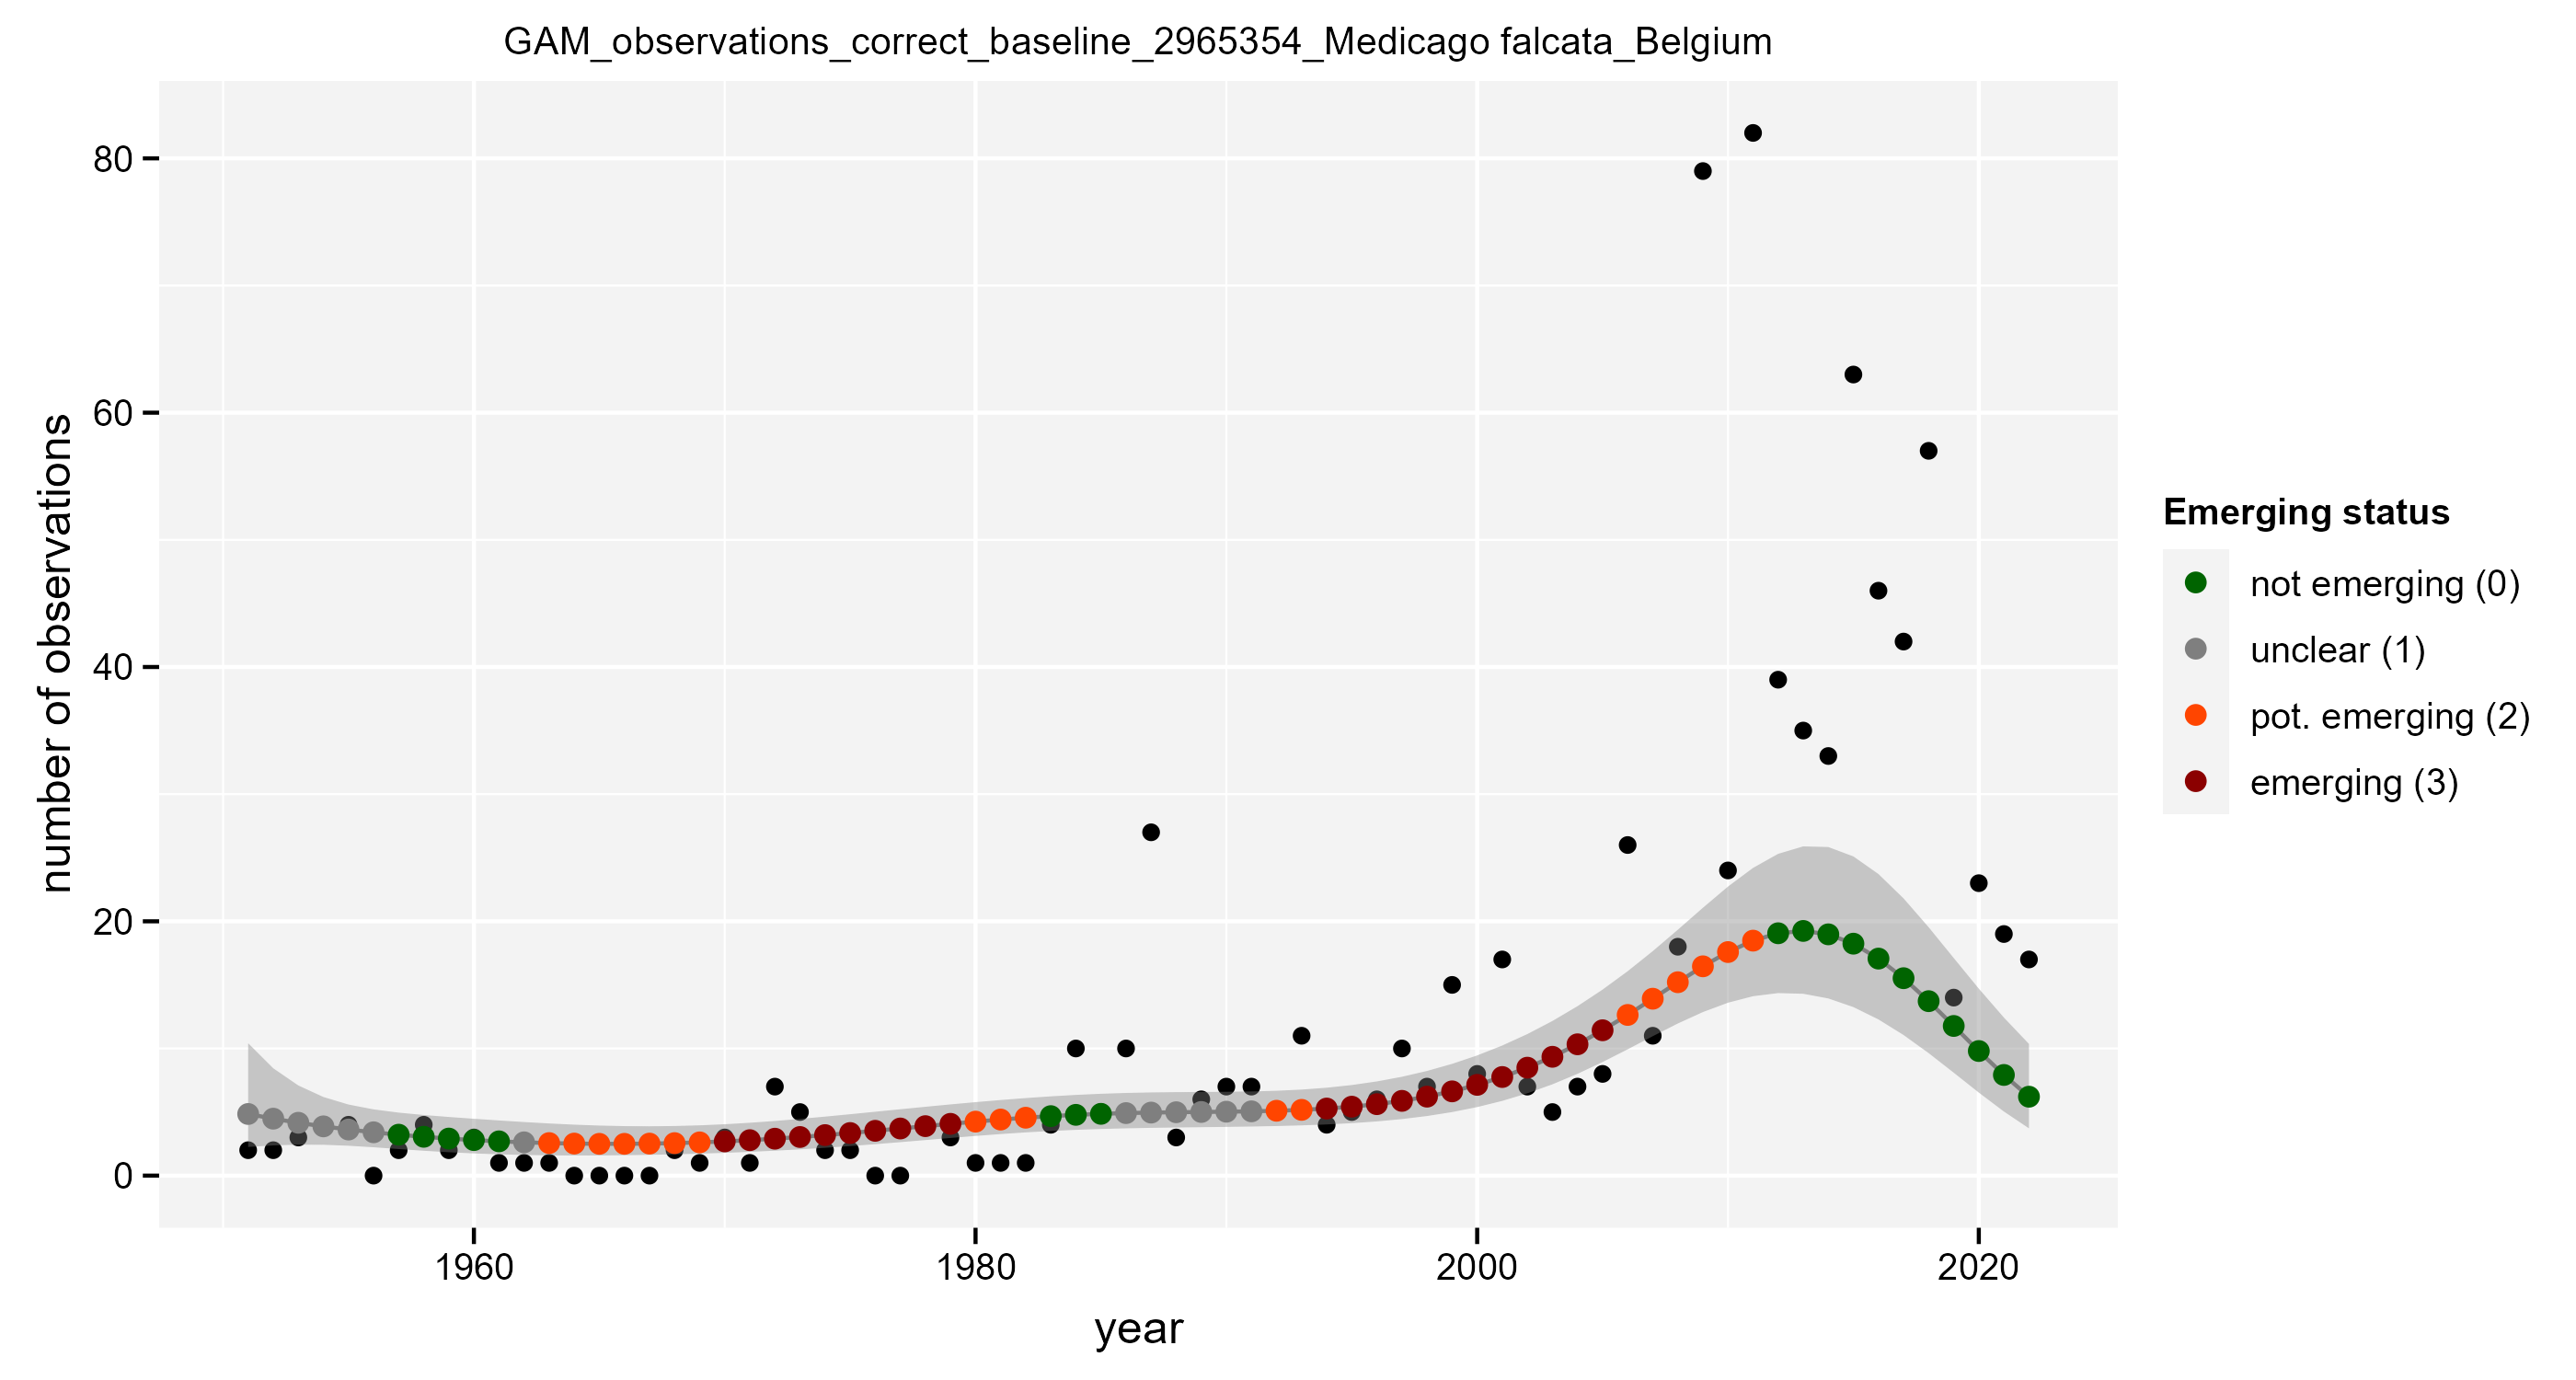 GAM_observations_correct_baseline_2965354_Medicago falcata_Belgium
number of observations
80
60
40
20
0
1960
1980
2000
2020
year
Emerging status
not emerging (0)
unclear (1)
pot. emerging (2)
emerging (3)